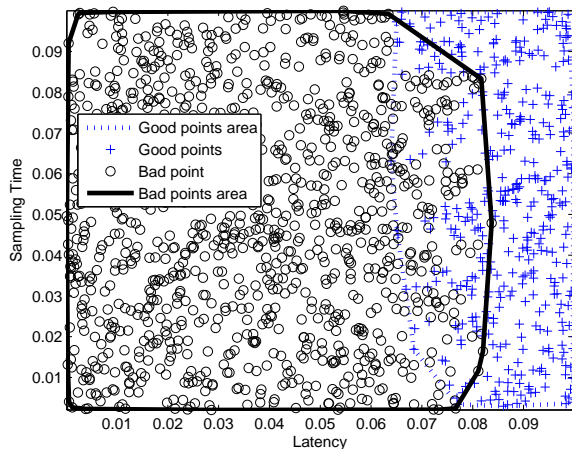 0.09
0.08
0.07
0.06
0.05
0.04
0.03
0.02
0.01
Sampling Time
Good points area
Good points
Bad point
Bad points area
0.01 0.02 0.03 0.04 0.05 0.06 0.07 0.08 0.09
Latency